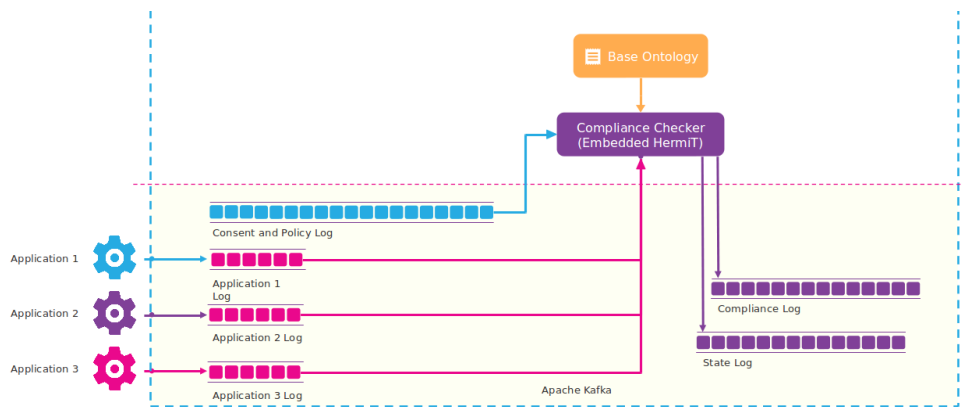 Base Ontology
Compliance Checker
(Embedded HermiT)
Consent and Policy Log
Application 1
Application 1
Log
Compliance Log
Application 2
Application 2 Log
State Log
Application 3
Application 3 Log
Apache Kafka